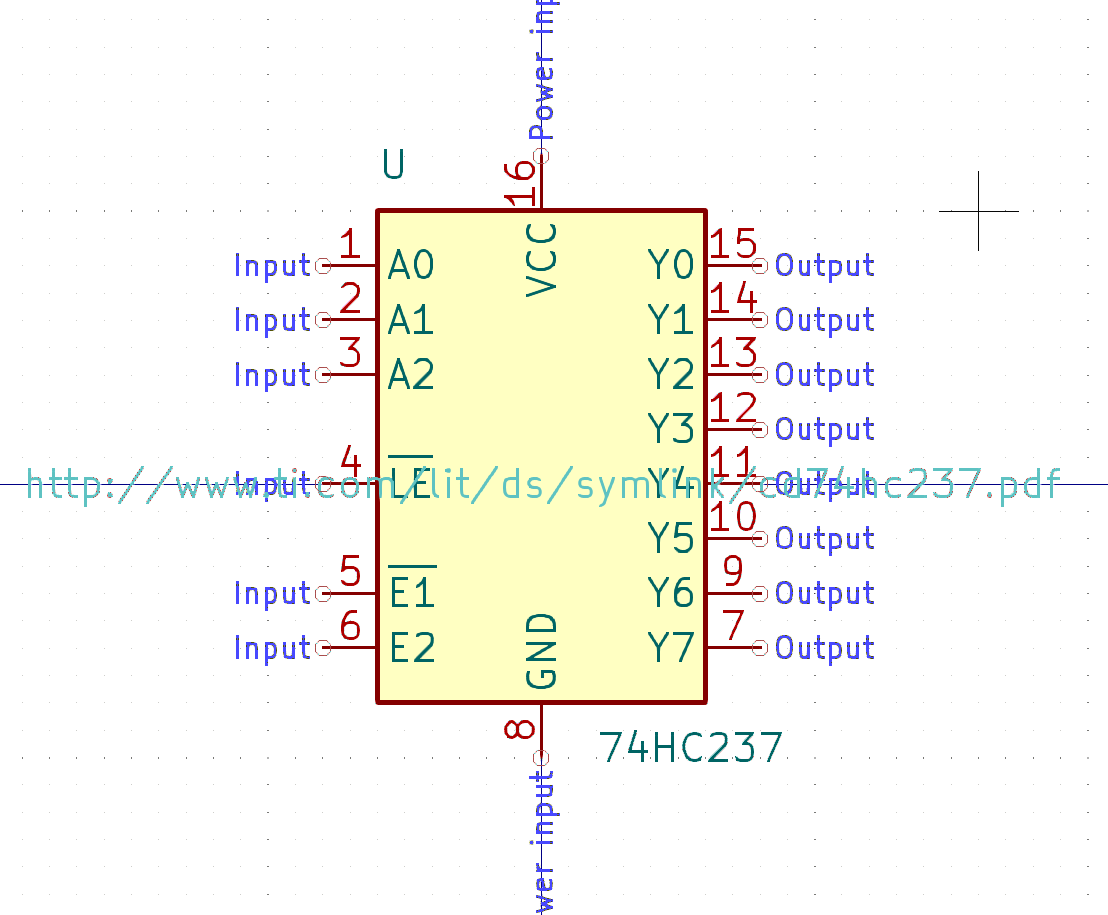 Power inp
U
16
VCC
Input 1 A0 Y0 15 Output
Input 2 A1 Y1 14 Output
Input 3 A2 Y2 13 Output
Y3 12 Output
Input 4 LE Y4 11 Output
http://www.ti.com/lit/ds/symlink/cd74hc237.pdf
Y5 10 Output
Input 5 E1 Y6 9 Output
Input 6 E2 Y7 7 Output
GND
8
74HC237
wer input